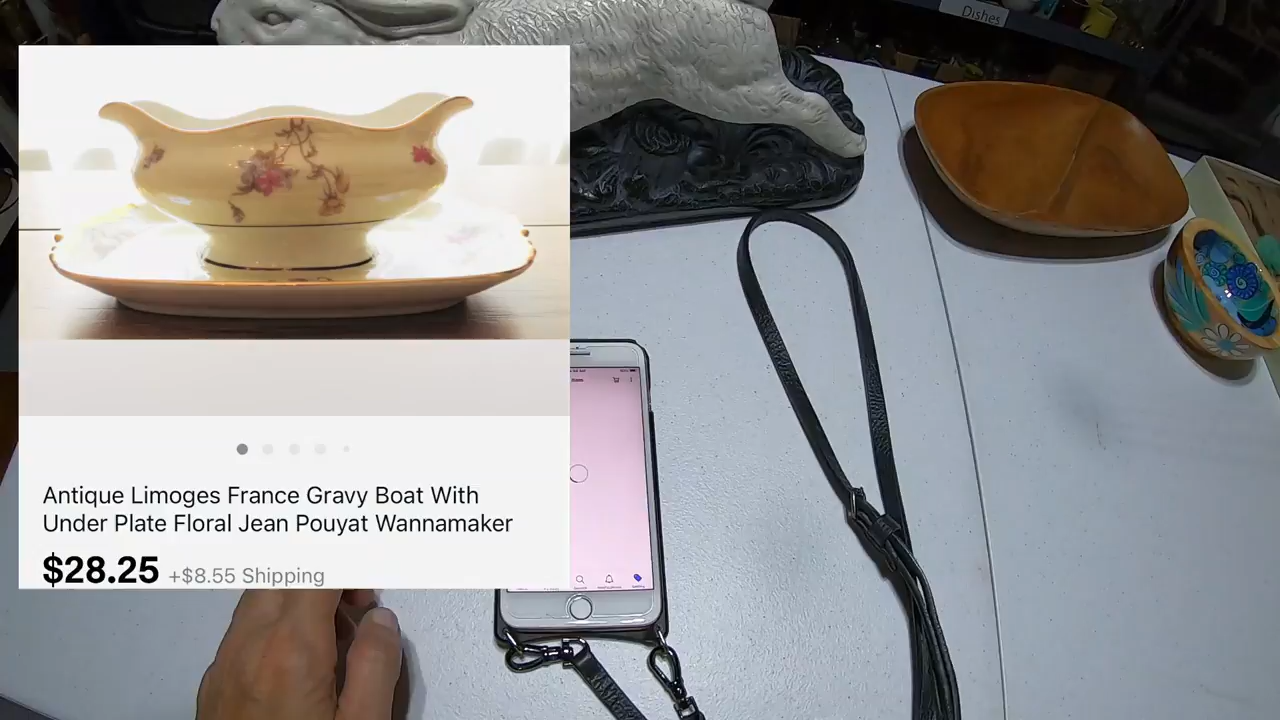 Dishes
Antique Limoges France Gravy Boat With
Under Plate Floral Jean Pouyat Wannamaker
$28.25 +$8.55 Shipping